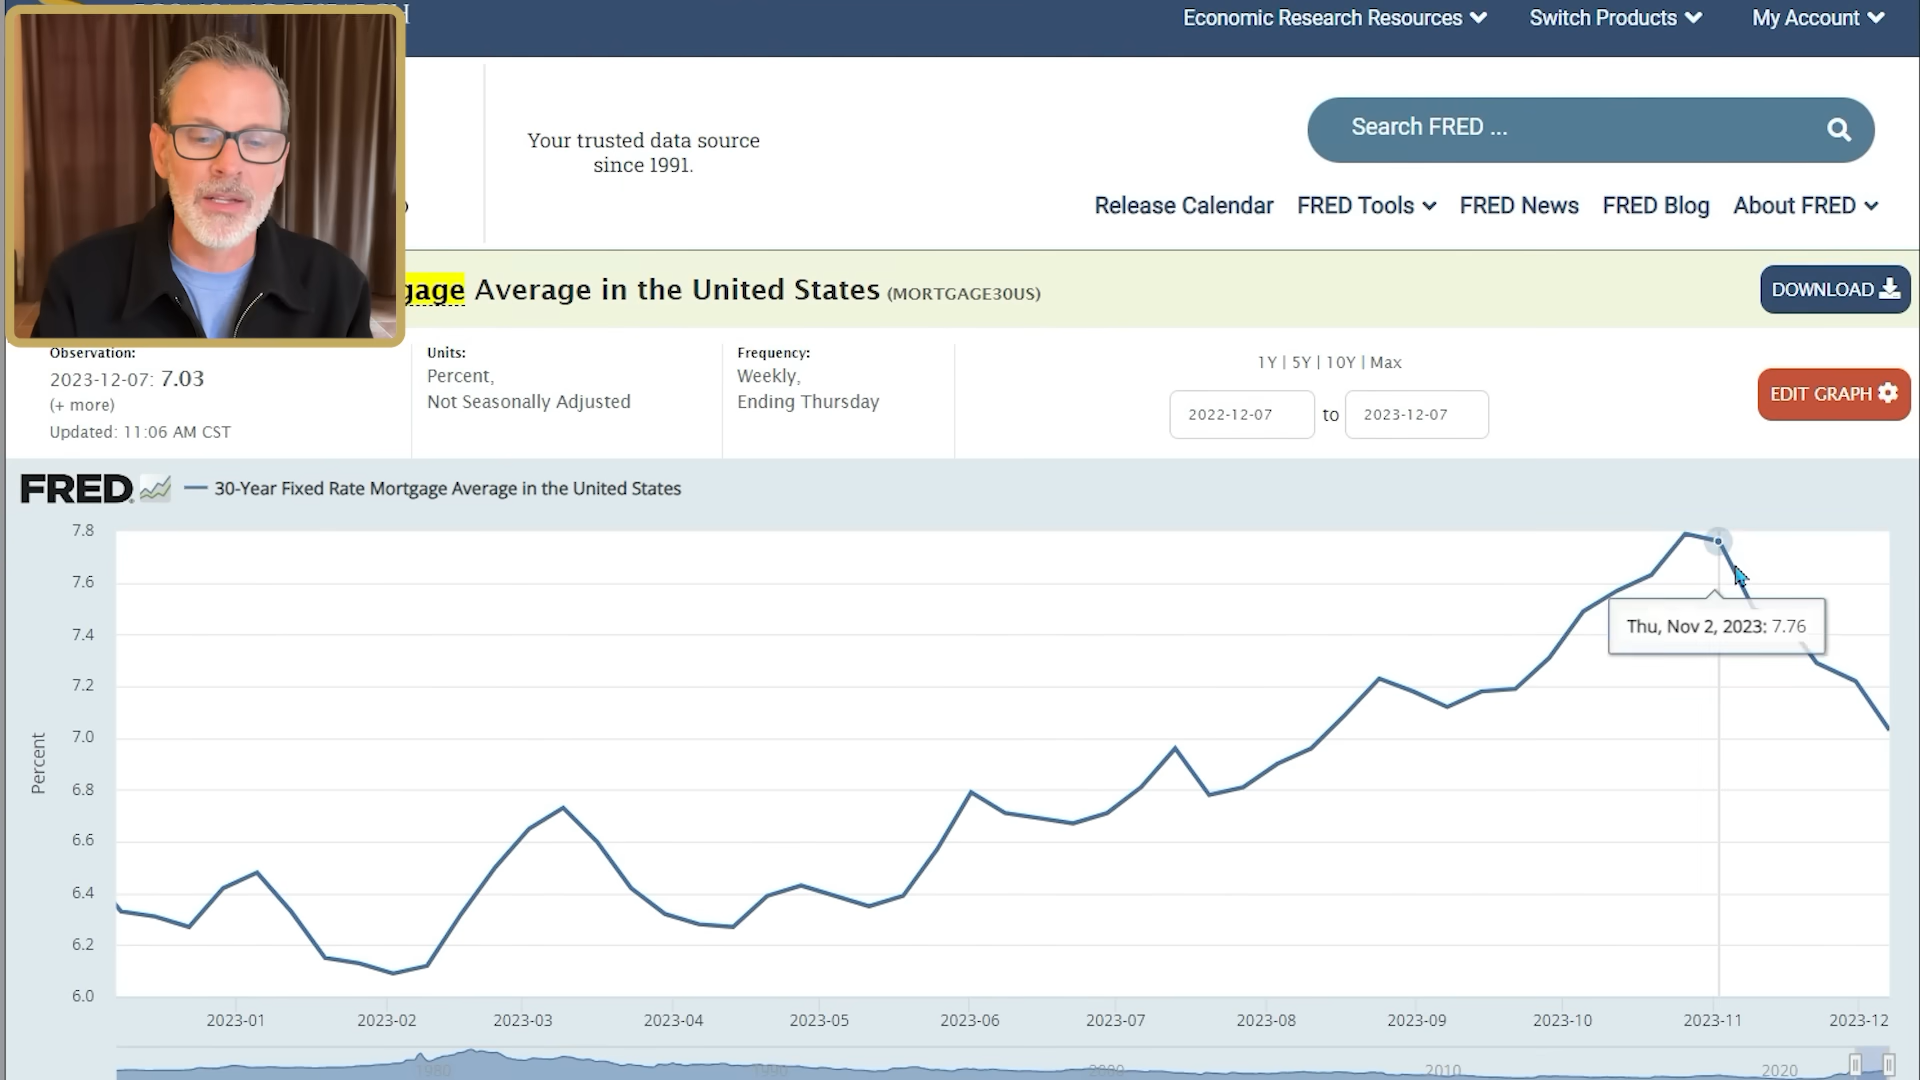 Economic Research Resources
Switch Products
My Account
Your trusted data source
since 1991.
Search FRED ...
Release Calendar
FRED Tools
FRED News
FRED Blog
About FRED
gage Average in the United States (MORTGAGE30US)
DOWNLOAD
Observation:
2023-12-07: 7.03
(+ more)
Updated: 11:06 AM CST
Units:
Percent,
Not Seasonally Adjusted
Frequency:
Weekly,
Ending Thursday
1Y | 5Y | 10Y | Max
2022-12-07 to 2023-12-07
EDIT GRAPH
FRED
30-Year Fixed Rate Mortgage Average in the United States
7.8
7.6
7.4
7.2
7.0
6.8
6.6
6.4
6.2
6.0
Percent
Thu, Nov 2, 2023: 7.76
2023-01
2023-02
2023-03
2023-04
2023-05
2023-06
2023-07
2023-08
2023-09
2023-10
2023-11
2023-12
1980
1990
2000
2010
2020